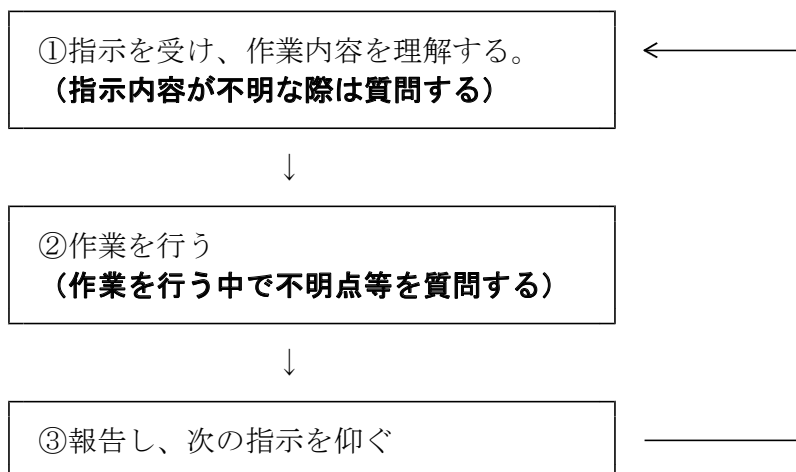 ①指示を受け、作業内容を理解する。
（指示内容が不明な際は質問する）
↓
②作業を行う
（作業を行う中で不明点等を質問する）
↓
③報告し、次の指示を仰ぐ